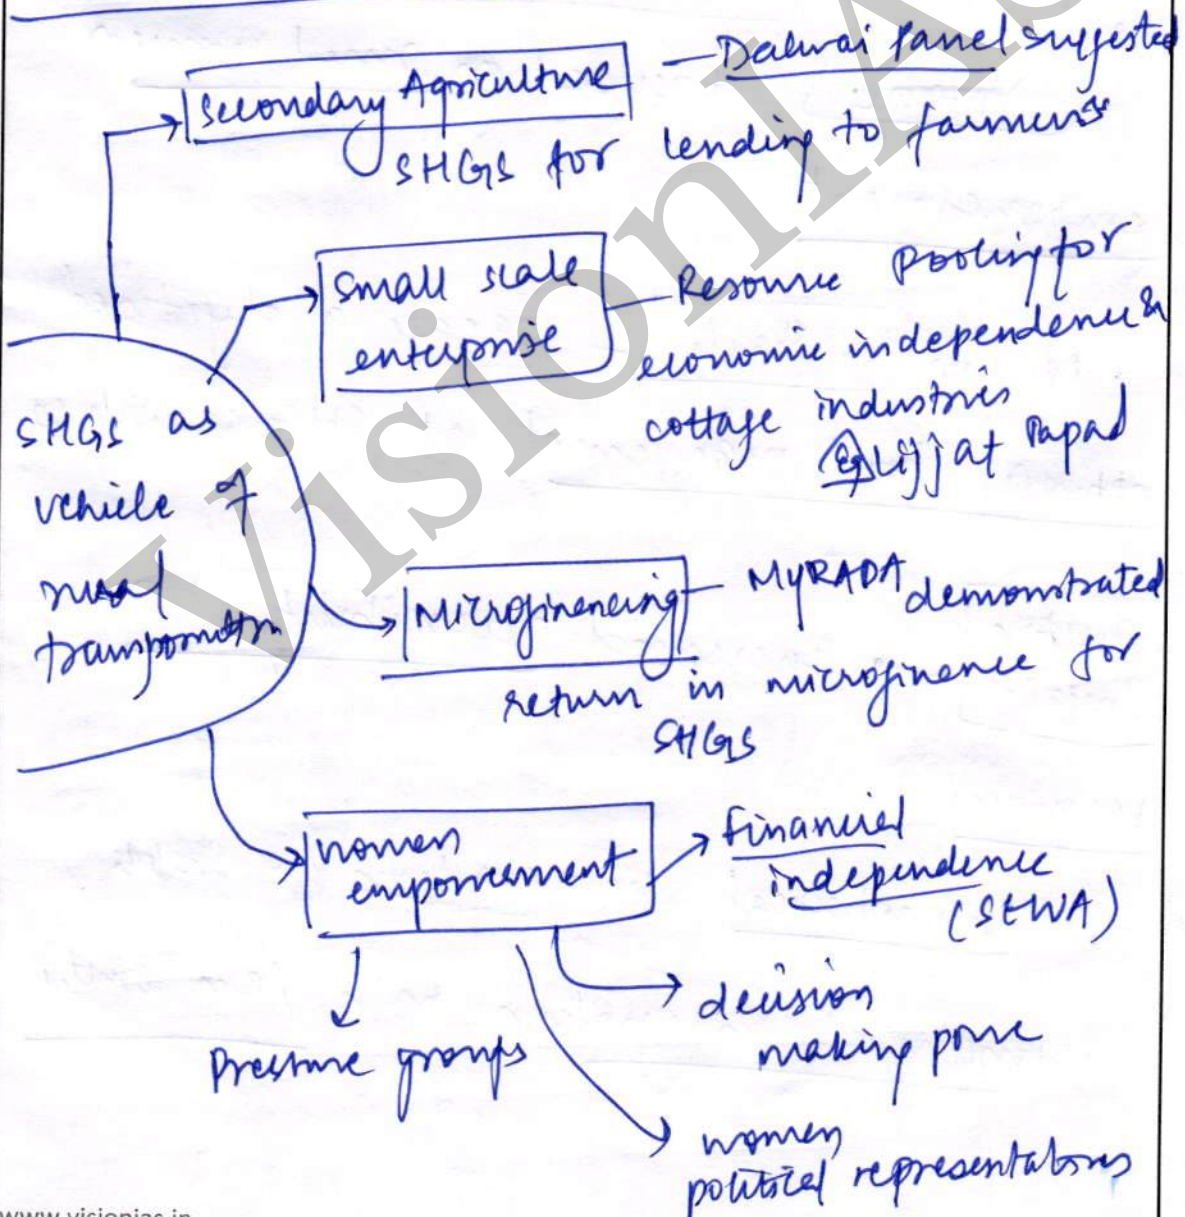 Secondary Agriculture — Dalwai Panel suggested
SHGs for lending to farmers
Small scale — Resource Pooling for
enterprise economic independence &
cottage industries
Eg Lijjat Papad
SHGs as
vehicle of
rural
transformation
Microfinancing — MYRADA demonstrated
return in microfinance for
SHGs
women
empowerment
Financial
independence
(SEWA)
decision
making power
Pressure groups
women
political representatives
VisionIAS
www.visionias.in